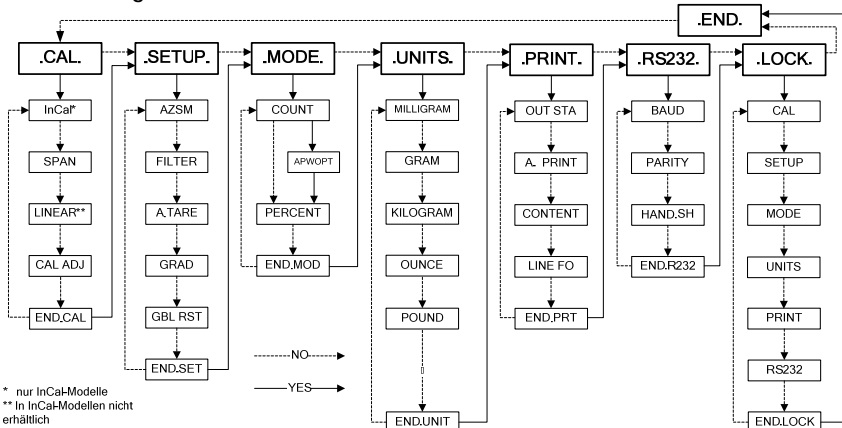 .END.
.CAL.
.SETUP.
.MODE.
.UNITS.
.PRINT.
.RS232.
.LOCK.
InCal*
SPAN
LINEAR**
CAL ADJ
END.CAL
AZSM
FILTER
A.TARE
GRAD
GBL RST
END.SET
COUNT
APWOPT
PERCENT
END.MOD
MILLIGRAM
GRAM
KILOGRAM
OUNCE
POUND
END.UNIT
OUT STA
A. PRINT
CONTENT
LINE FO
END.PRT
BAUD
PARITY
HAND.SH
END.R232
CAL
SETUP
MODE
UNITS
PRINT
RS232
END.LOCK
NO
YES
* nur InCal-Modelle
** In InCal-Modellen nicht
erhältlich